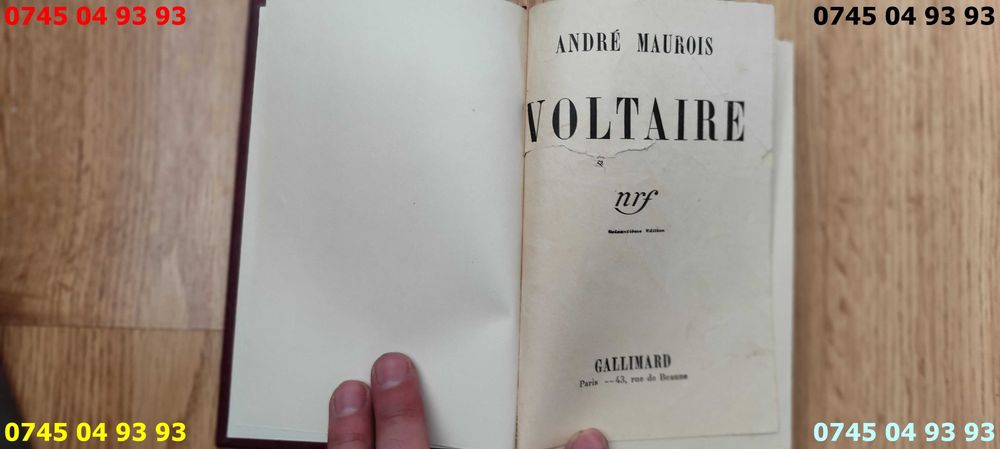 0745 04 93 93
0745 04 93 93
ANDRÉ MAUROIS
VOLTAIRE
nrf
Edition
GALLIMARD
Paris -- 43, rue de Beaune
0745 04 93 93
0745 04 93 93